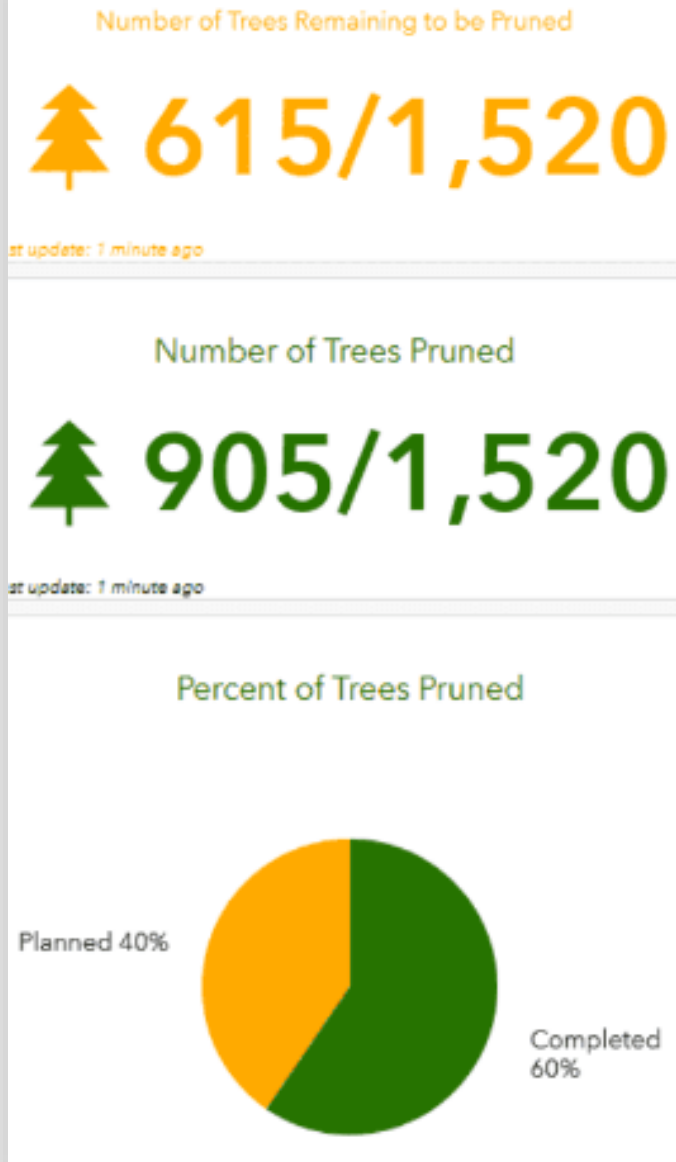 Number of Trees Remaining to be Pruned
615/1,520
st update: 1 minute ago
Number of Trees Pruned
905/1,520
st update: 1 minute ago
Percent of Trees Pruned
Planned 40%
Completed
60%